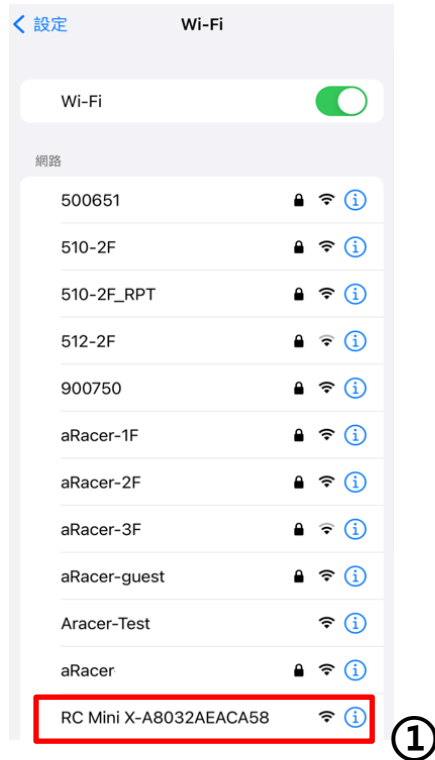 設定 Wi-Fi
Wi-Fi
網路
500651
510-2F
510-2F_RPT
512-2F
900750
aRacer-1F
aRacer-2F
aRacer-3F
aRacer-guest
Aracer-Test
aRacer
RC Mini X-A8032AEACA58
①